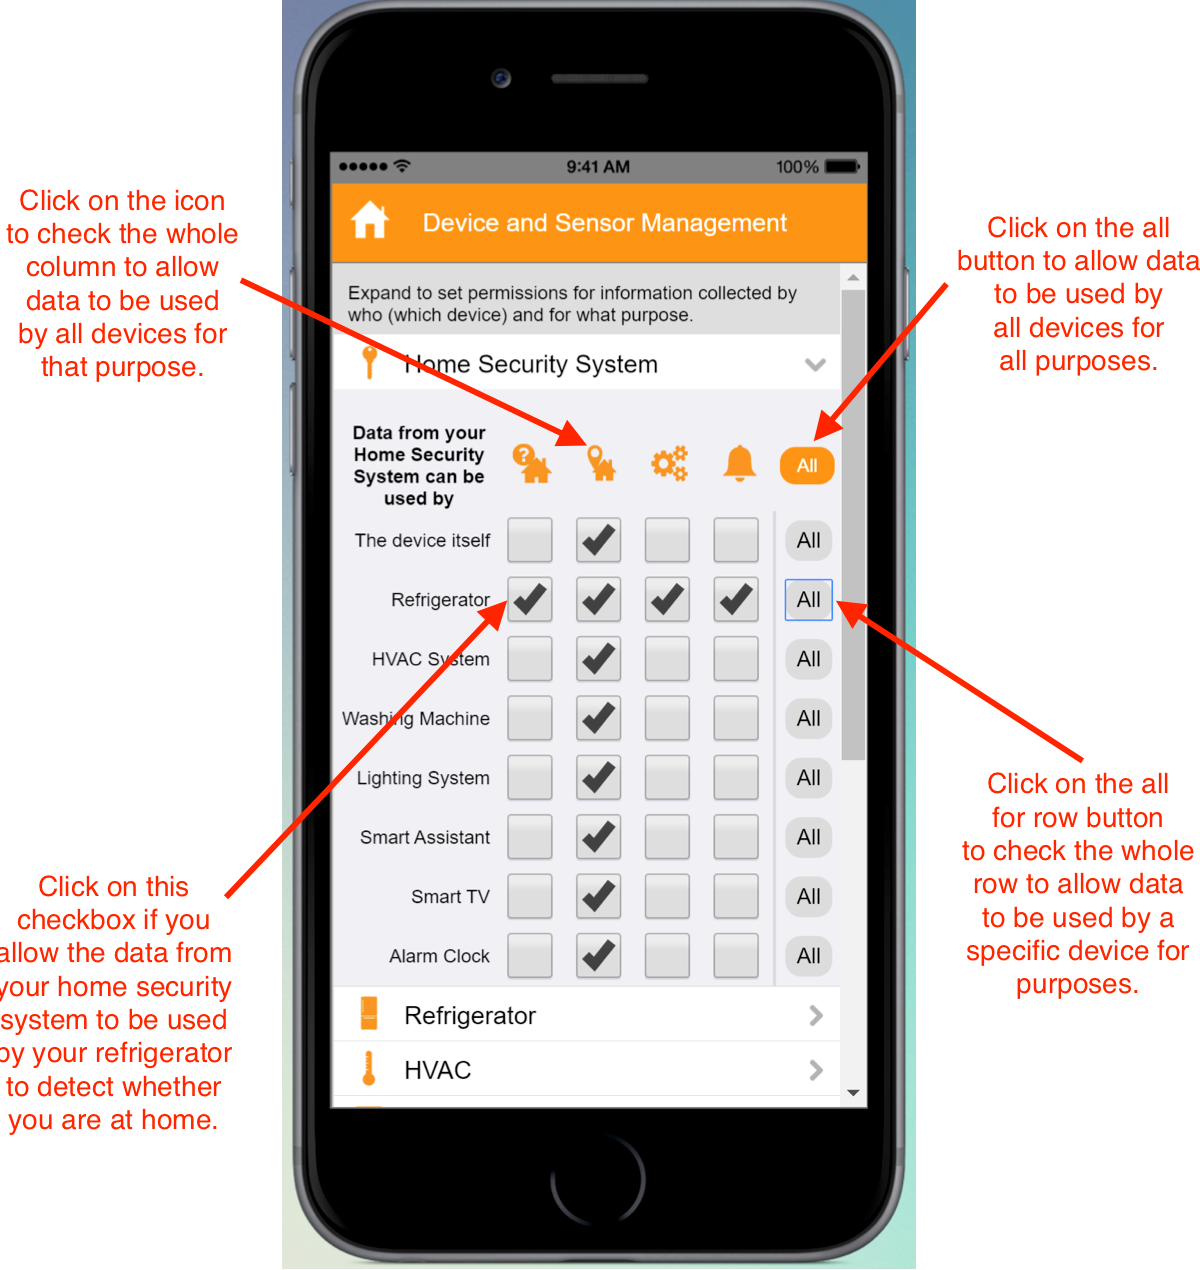 9:41 AM
100%
Device and Sensor Management
Expand to set permissions for information collected by
who (which device) and for what purpose.
Home Security System
Data from your
Home Security
System can be
used by
All
The device itself
All
Refrigerator
All
HVAC System
All
Washing Machine
All
Lighting System
All
Smart Assistant
All
Smart TV
All
Alarm Clock
All
Refrigerator
HVAC
Click on the icon
to check the whole
column to allow
data to be used
by all devices for
that purpose.
Click on the all
button to allow data
to be used by
all devices for
all purposes.
Click on this
checkbox if you
allow the data from
your home security
system to be used
by your refrigerator
to detect whether
you are at home.
Click on the all
for row button
to check the whole
row to allow data
to be used by a
specific device for
purposes.